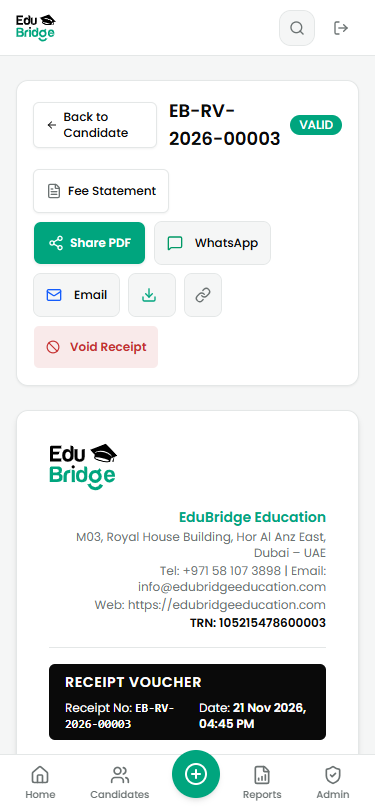 Edu
Bridge
← Back to
Candidate
EB-RV-
2026-00003
VALID
Fee Statement
Share PDF
WhatsApp
Email
Void Receipt
Edu
Bridge
EduBridge Education
M03, Royal House Building, Hor Al Anz East,
Dubai – UAE
Tel: +971 58 107 3898 | Email:
info@edubridgeeducation.com
Web: https://edubridgeeducation.com
TRN: 105215478600003
RECEIPT VOUCHER
Receipt No: EB-RV-
2026-00003
Date: 21 Nov 2026,
04:45 PM
Home
Candidates
Reports
Admin